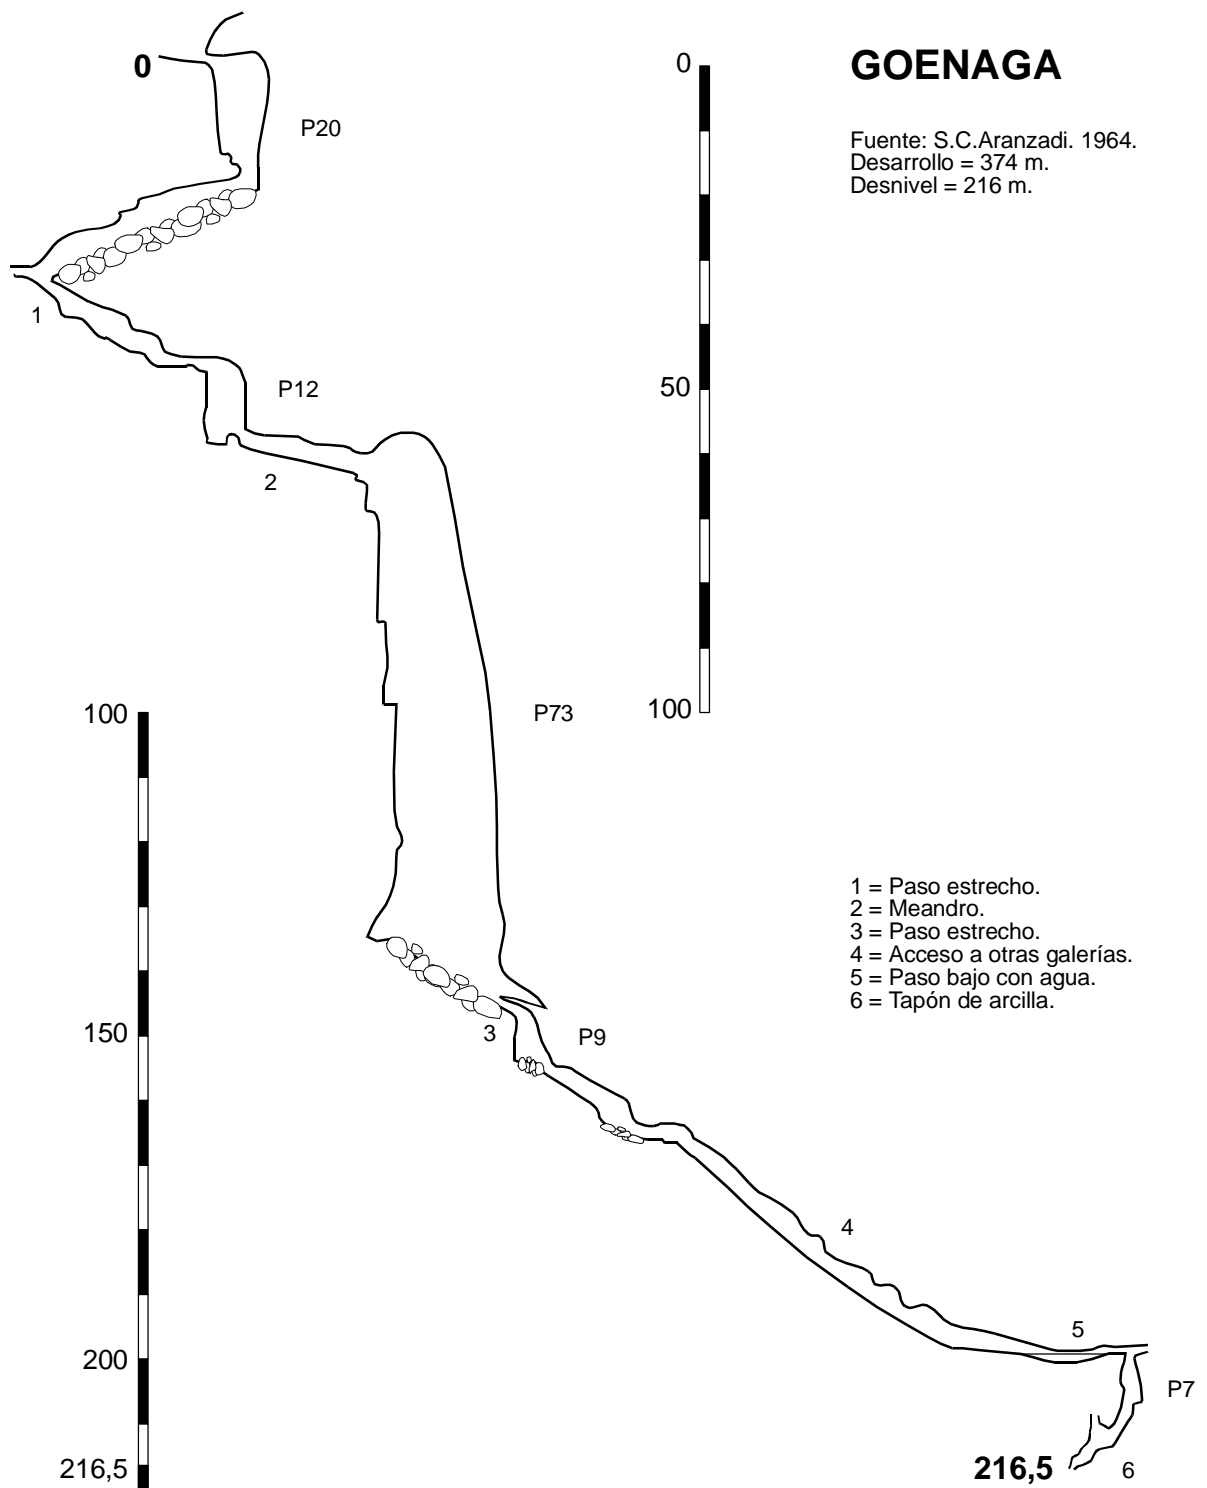 GOENAGA
Fuente: S.C.Aranzadi. 1964.
Desarrollo = 374 m.
Desnivel = 216 m.
0
0
P20
1
50
P12
2
100
100
P73
1 = Paso estrecho.
2 = Meandro.
3 = Paso estrecho.
4 = Acceso a otras galerías.
5 = Paso bajo con agua.
6 = Tapón de arcilla.
150
3
P9
4
5
200
P7
216,5
216,5
6